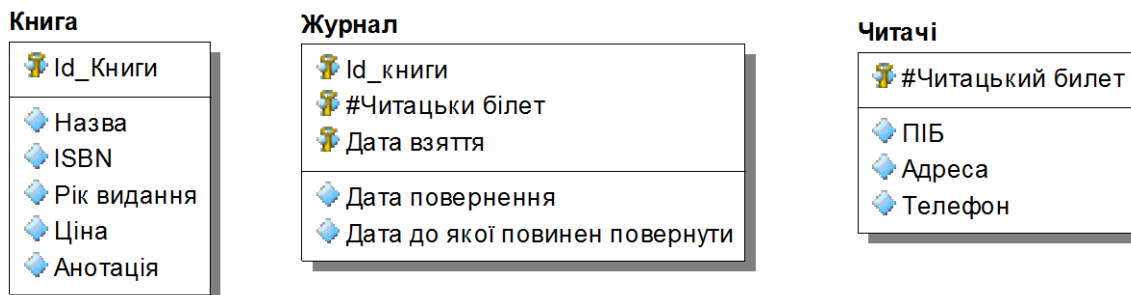 Книга
Id_Книги
Назва
ISBN
Рік видання
Ціна
Анотація
Журнал
Id_книги
#Читацьки білет
Дата взяття
Дата повернення
Дата до якої повинен повернути
Читачі
#Читацький билет
ПІБ
Адреса
Телефон